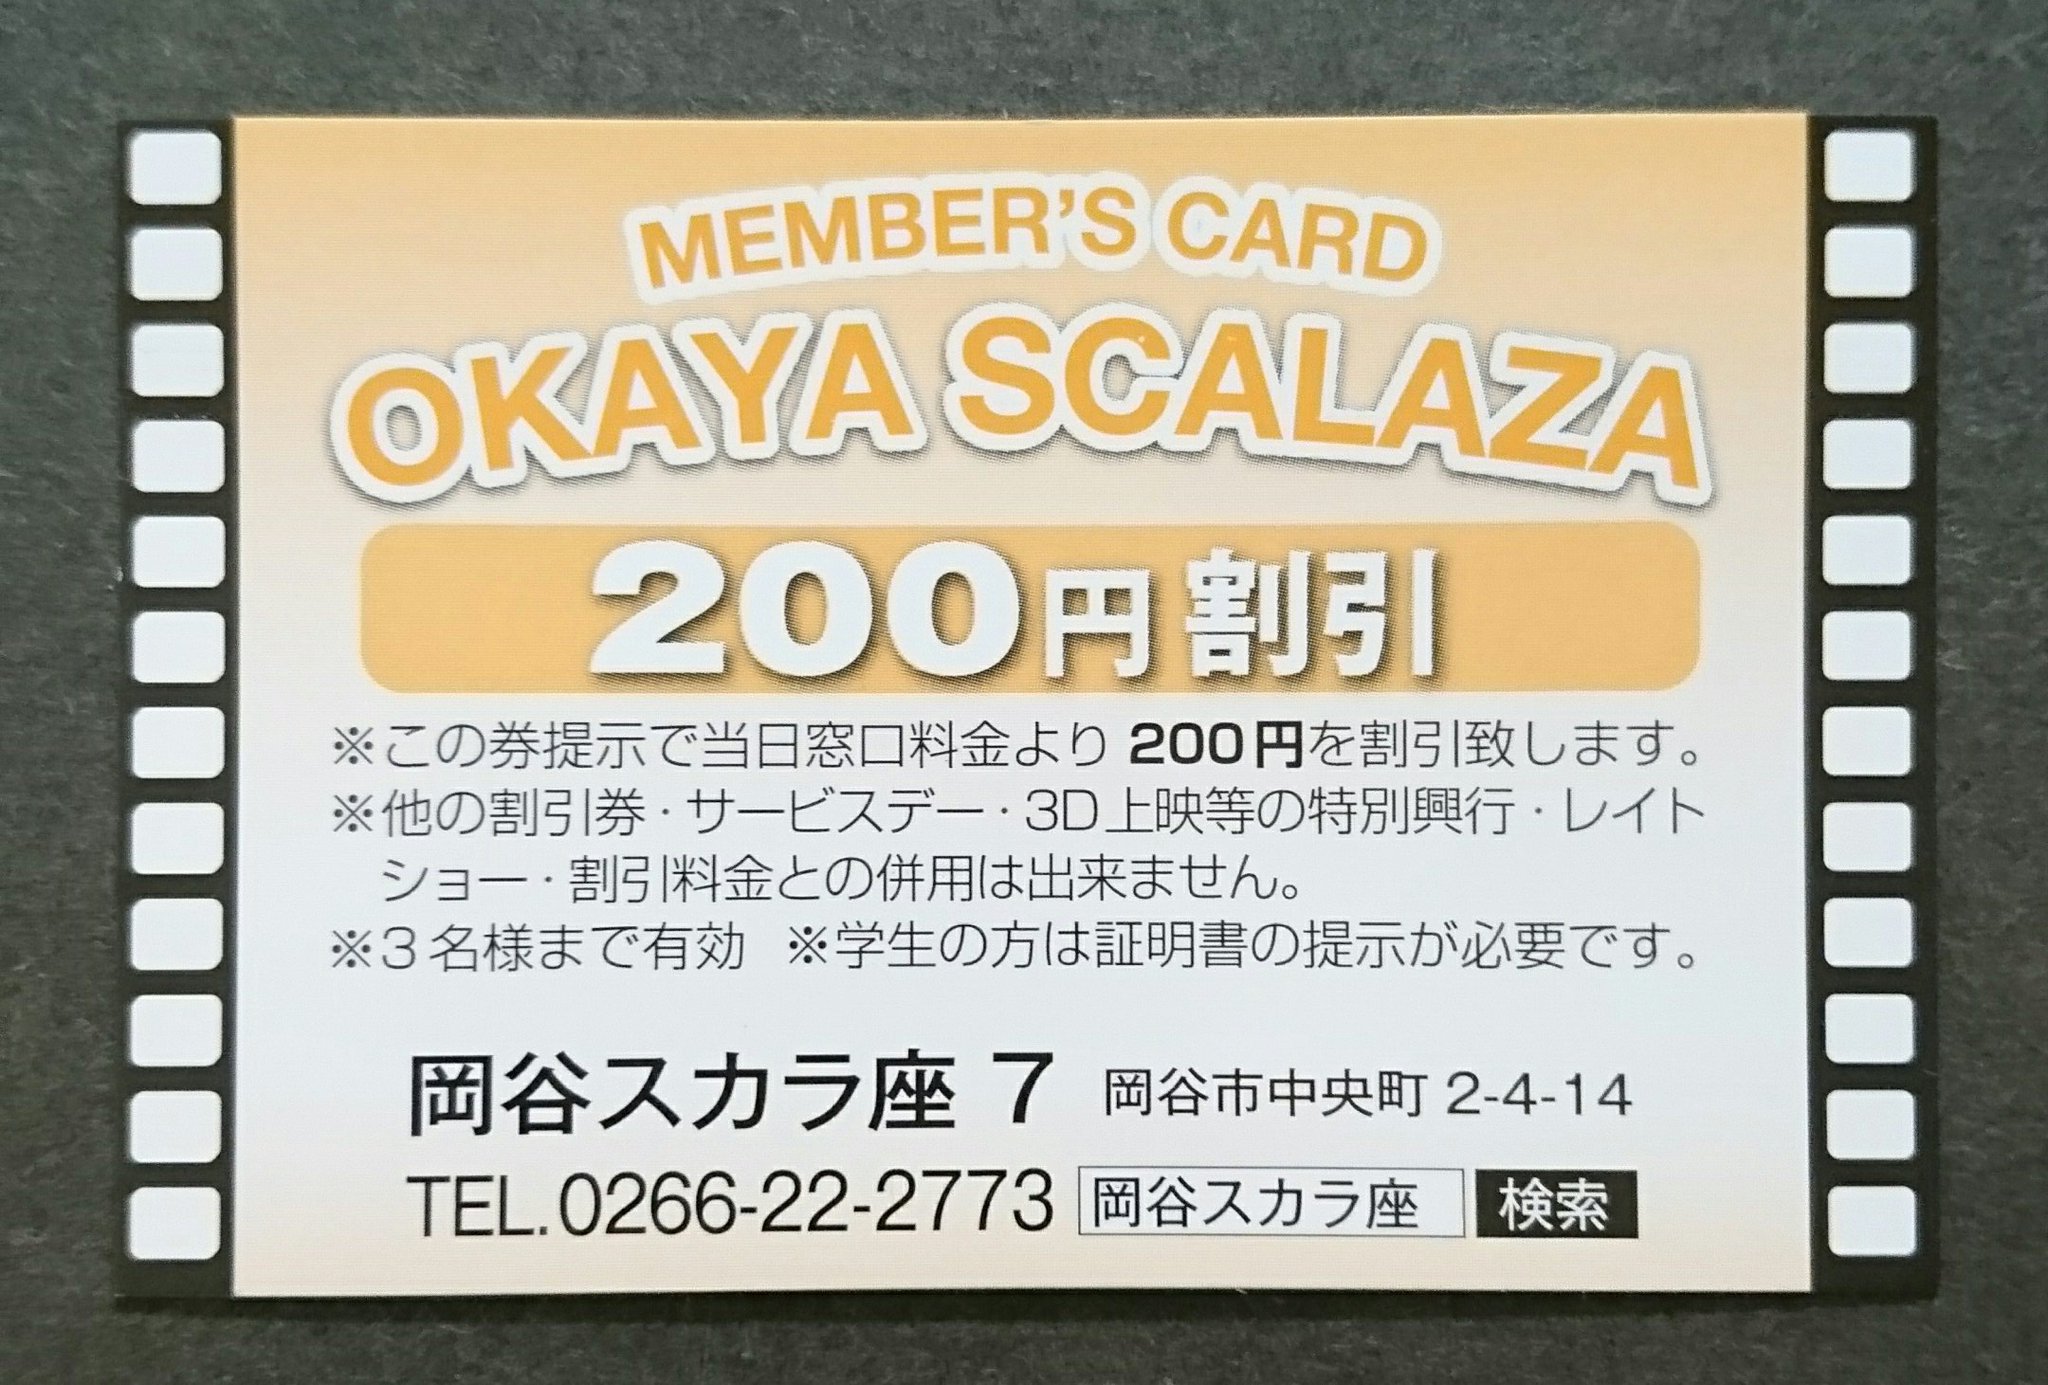 MEMBER'S CARD
OKAYA SCALAZA
200円割引
※この券提示で当日窓口料金より 200円を割引致します。
※他の割引券・サービスデー・3D上映等の特別興行・レイト
ショー・割引料金との併用は出来ません。
※3名様まで有効 ※学生の方は証明書の提示が必要です。
岡谷スカラ座 7 岡谷市中央町 2-4-14
TEL.0266-22-2773 岡谷スカラ座 検索